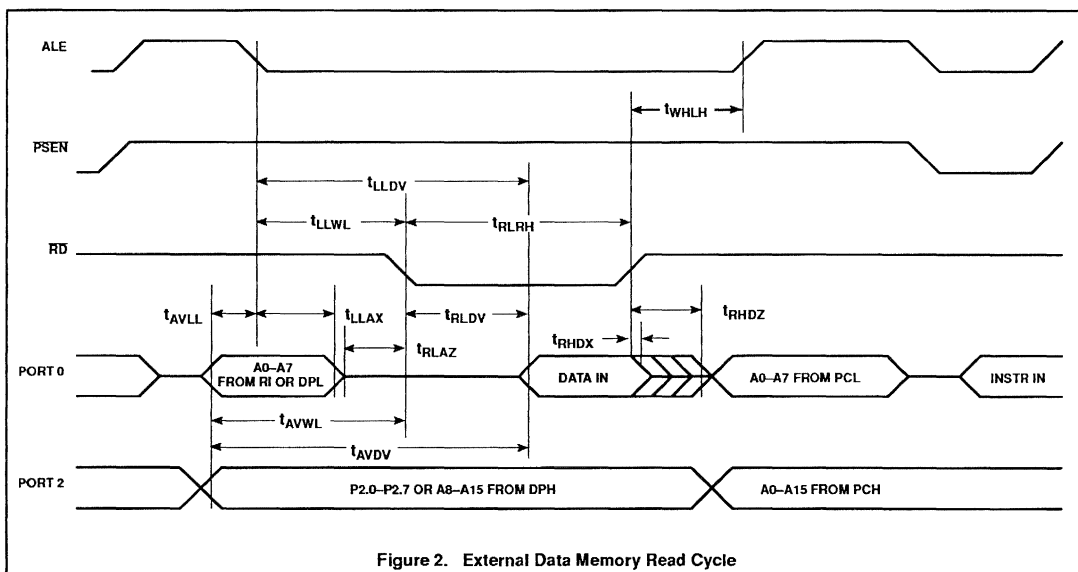 ALE
tWHLH
PSEN
tLLDV
tLLWL
tRLRH
RD
tAVLL
tLLAX
tRLDV
tRHDZ
tRLAZ
tRHDX
PORT 0
A0–A7
FROM RI OR DPL
DATA IN
A0–A7 FROM PCL
INSTR IN
tAVWL
tAVDV
PORT 2
P2.0–P2.7 OR A8–A15 FROM DPH
A0–A15 FROM PCH
Figure 2. External Data Memory Read Cycle